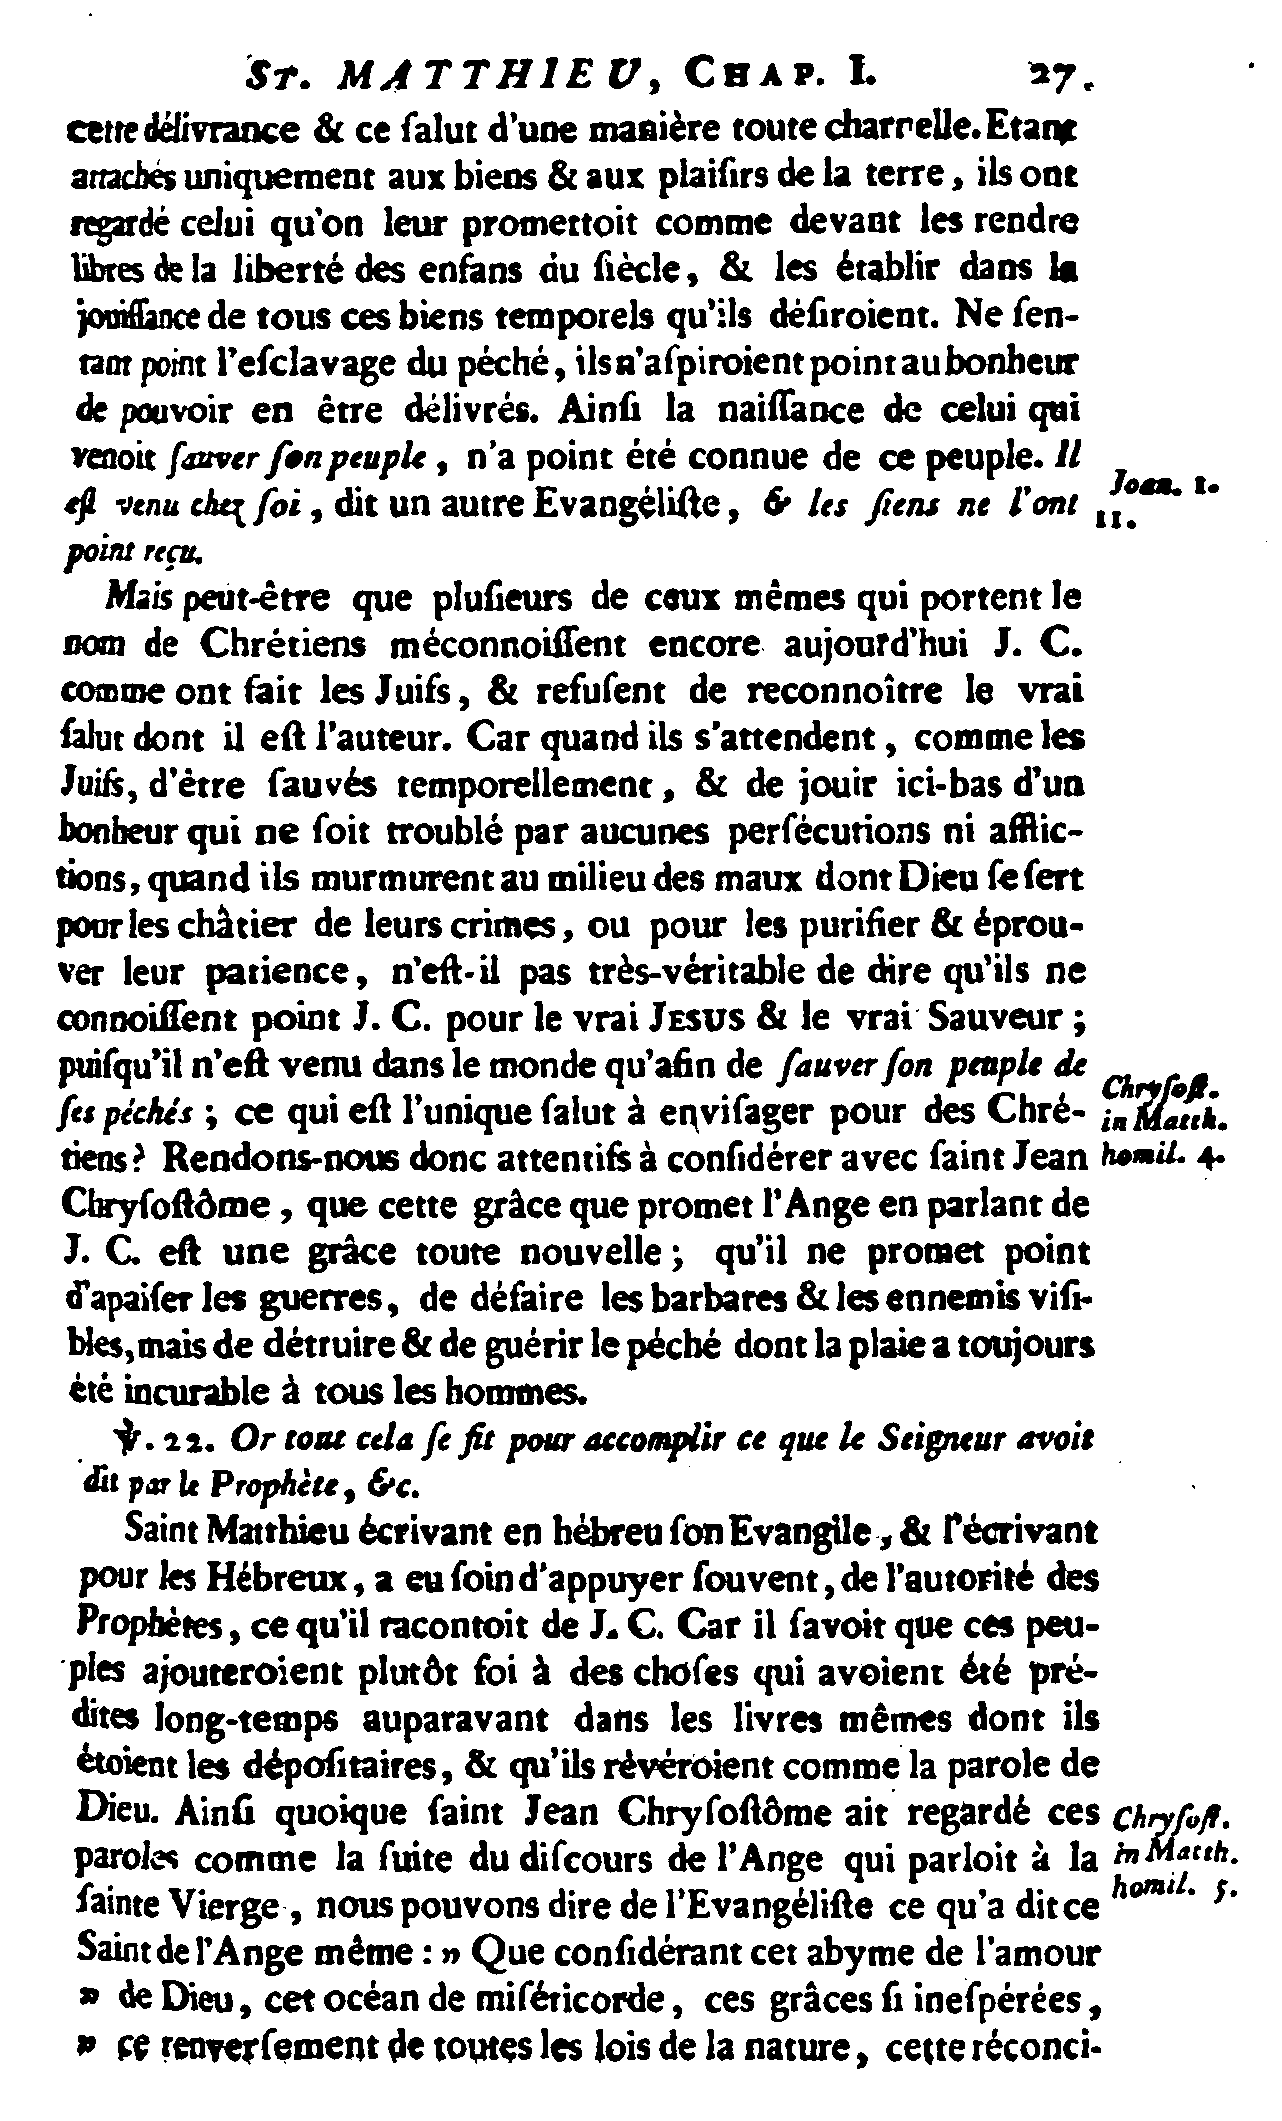 St. MATTHIEU, CHAP. I. 27.
cette délivrance & ce ſalut d'une manière toute charnelle. Etant
attachés uniquement aux biens & aux plaiſirs de la terre, ils ont
regardé celui qu'on leur promettoit comme devant les rendre
libres de la liberté des enfans du ſiècle, & les établir dans la
jouiſſance de tous ces biens temporels qu'ils déſiroient. Ne ſen-
tant point l'eſclavage du péché, ils n'aſpiroient point au bonheur
de pouvoir en être délivrés. Ainſi la naiſſance de celui qui
venoit ſauver ſon peuple, n'a point été connue de ce peuple. Il
eſt venu chez ſoi, dit un autre Evangéliſte, & les ſiens ne l'ont
Joan. 1.
11.
point reçu.
Mais peut-être que pluſieurs de ceux mêmes qui portent le
nom de Chrétiens méconnoiſſent encore aujourd'hui J. C.
comme ont fait les Juifs, & refuſent de reconnoître le vrai
ſalut dont il eſt l'auteur. Car quand ils s'attendent, comme les
Juifs, d'être ſauvés temporellement, & de jouir ici-bas d'un
bonheur qui ne ſoit troublé par aucunes perſécutions ni afflic-
tions, quand ils murmurent au milieu des maux dont Dieu ſe ſert
pour les châtier de leurs crimes, ou pour les purifier & éprou-
ver leur patience, n'eſt-il pas très-véritable de dire qu'ils ne
connoiſſent point J. C. pour le vrai JESUS & le vrai Sauveur;
puiſqu'il n'eſt venu dans le monde qu'afin de ſauver ſon peuple de
ſes péchés; ce qui eſt l'unique ſalut à enviſager pour des Chré-
tiens? Rendons-nous donc attentifs à conſidérer avec ſaint Jean
Chryſoſt.
in Matth.
homil. 4.
Chryſoſtôme, que cette grâce que promet l'Ange en parlant de
J. C. eſt une grâce toute nouvelle; qu'il ne promet point
d'apaiſer les guerres, de défaire les barbares & les ennemis viſi-
bles, mais de détruire & de guérir le péché dont la plaie a toujours
été incurable à tous les hommes.
℣. 22. Or tout cela ſe fit pour accomplir ce que le Seigneur avoit
dit par le Prophète, &c.
Saint Matthieu écrivant en hébreu ſon Evangile, & l'écrivant
pour les Hébreux, a eu ſoin d'appuyer ſouvent, de l'autorité des
Prophètes, ce qu'il racontoit de J. C. Car il ſavoit que ces peu-
ples ajouteroient plutôt foi à des choſes qui avoient été pré-
dites long-temps auparavant dans les livres mêmes dont ils
étoient les dépoſitaires, & qu'ils révéroient comme la parole de
Dieu. Ainſi quoique ſaint Jean Chryſoſtôme ait regardé ces
paroles comme la ſuite du diſcours de l'Ange qui parloit à la
ſainte Vierge, nous pouvons dire de l'Evangéliſte ce qu'a dit ce
Chryſoſt.
in Matth.
homil. 5.
Saint de l'Ange même: » Que conſidérant cet abyme de l'amour
» de Dieu, cet océan de miſéricorde, ces grâces ſi ineſpérées,
» ce renverſement de toutes les lois de la nature, cette réconci-